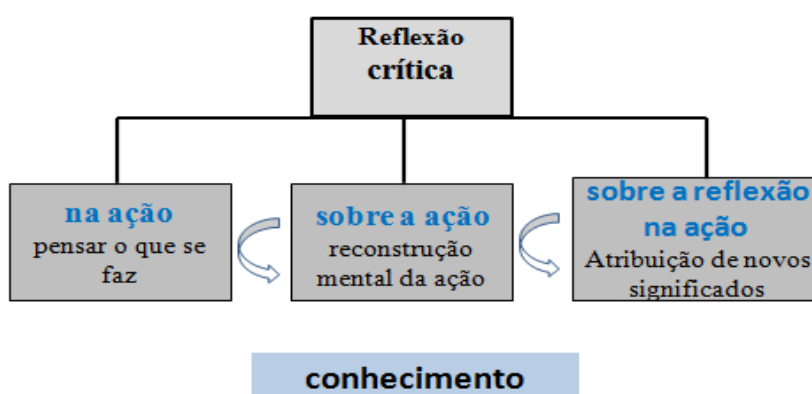 Reflexão
crítica
na ação
pensar o que se
faz
sobre a ação
reconstrução
mental da ação
sobre a reflexão
na ação
Atribuição de novos
significados
conhecimento